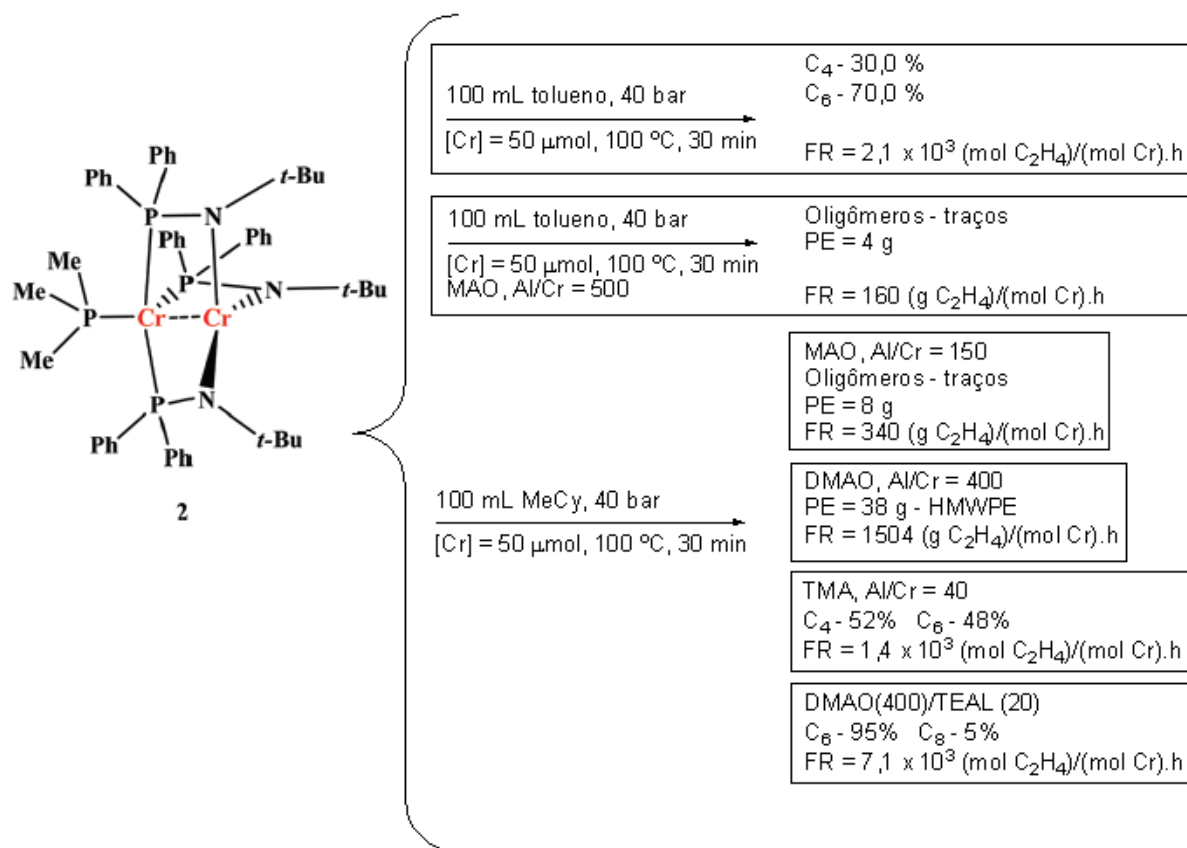 Ph
Ph
t-Bu
P
N
Me
Me
P
Me
Ph
P
Ph
N
t-Bu
Cr
Cr
P
N
t-Bu
Ph
Ph
2
100 mL tolueno, 40 bar
[Cr] = 50 µmol, 100 ºC, 30 min
C4 - 30,0 %
C6 - 70,0 %
FR = 2,1 x 10³ (mol C2H4)/(mol Cr).h
100 mL tolueno, 40 bar
[Cr] = 50 µmol, 100 ºC, 30 min
MAO, Al/Cr = 500
Oligômeros - traços
PE = 4 g
FR = 160 (g C2H4)/(mol Cr).h
100 mL MeCy, 40 bar
[Cr] = 50 µmol, 100 ºC, 30 min
MAO, Al/Cr = 150
Oligômeros - traços
PE = 8 g
FR = 340 (g C2H4)/(mol Cr).h
DMAO, Al/Cr = 400
PE = 38 g - HMWPE
FR = 1504 (g C2H4)/(mol Cr).h
TMA, Al/Cr = 40
C4 - 52% C6 - 48%
FR = 1,4 x 10³ (mol C2H4)/(mol Cr).h
DMAO(400)/TEAL (20)
C6 - 95% C8 - 5%
FR = 7,1 x 10³ (mol C2H4)/(mol Cr).h